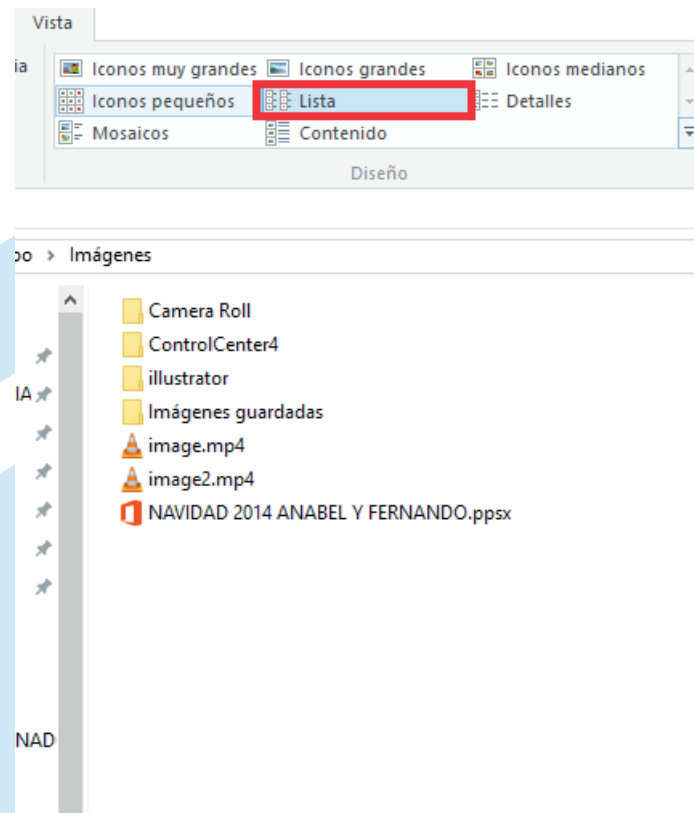 Vista
ia
Iconos muy grandes Iconos grandes Iconos medianos
Iconos pequeños Lista Detalles
Mosaicos Contenido
Diseño
po > Imágenes
Camera Roll
ControlCenter4
illustrator
IA
Imágenes guardadas
image.mp4
image2.mp4
NAVIDAD 2014 ANABEL Y FERNANDO.ppsx
NAD